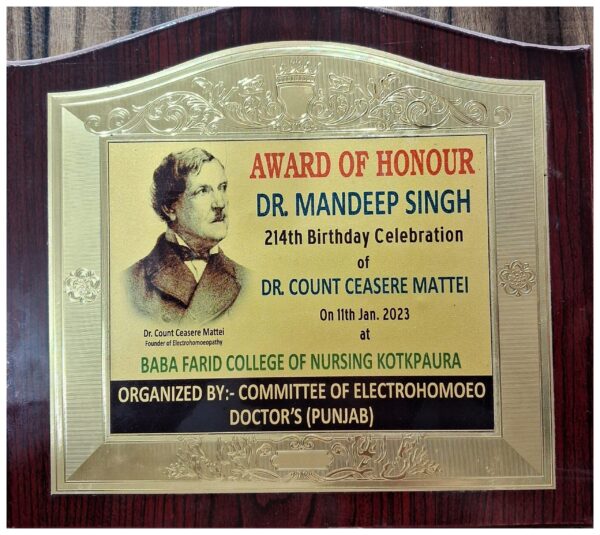 AWARD OF HONOUR
DR. MANDEEP SINGH
214th Birthday Celebration
of
DR. COUNT CEASERE MATTEI
On 11th Jan. 2023
at
Dr. Count Ceasere Mattei
Founder of Electrohomoeopathy
BABA FARID COLLEGE OF NURSING KOTKPAURA
ORGANIZED BY:- COMMITTEE OF ELECTROHOMOEO
DOCTOR'S (PUNJAB)